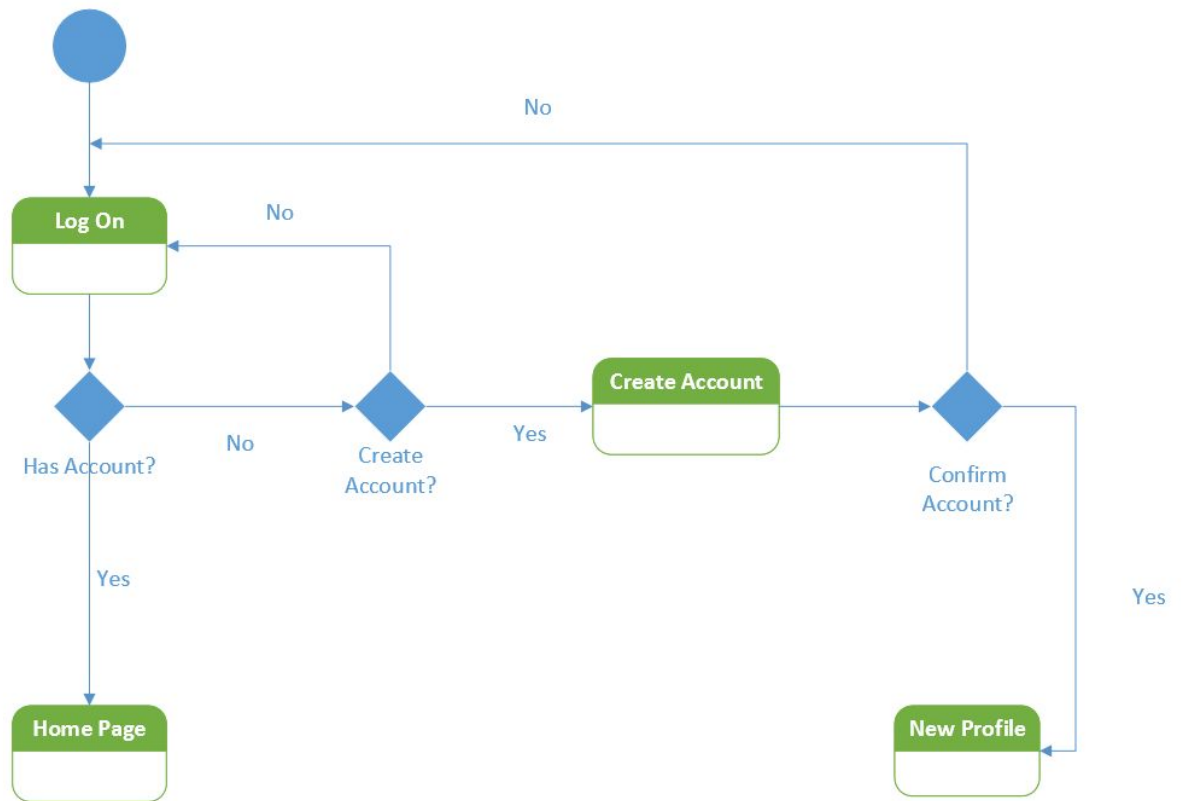 No
Log On
No
Create Account
No
Yes
Has Account?
Create
Account?
Confirm
Account?
Yes
Yes
Home Page
New Profile